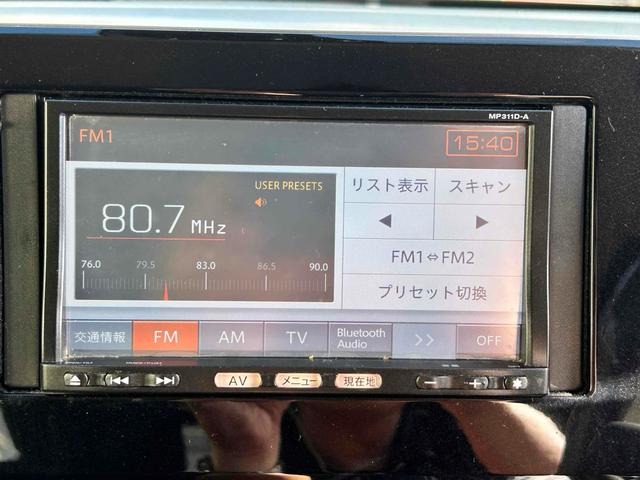 MP311D-A
FM1
15:40
USER PRESETS
80.7 MHz
76.0 79.5 83.0 86.5 90.0
リスト表示 スキャン
◀ ▶
FM1⇔FM2
プリセット切換
交通情報 FM AM TV Bluetooth Audio >> OFF
AV メニュー 現在地